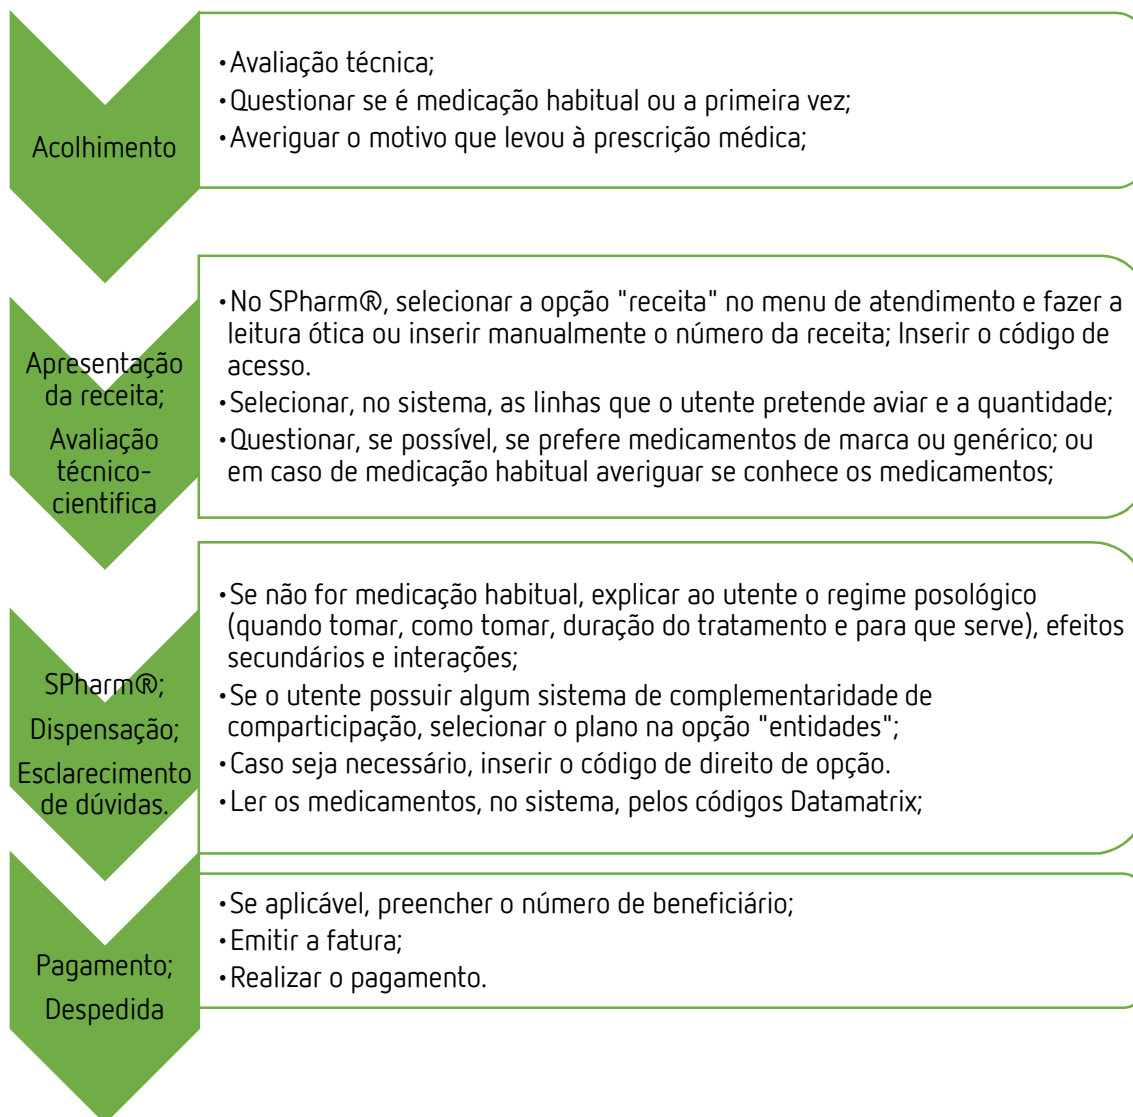 Acolhimento
•Avaliação técnica;
•Questionar se é medicação habitual ou a primeira vez;
•Averiguar o motivo que levou à prescrição médica;
Apresentação
da receita;
Avaliação
técnico-
cientifica
•No SPharm®, selecionar a opção "receita" no menu de atendimento e fazer a
leitura ótica ou inserir manualmente o número da receita; Inserir o código de
acesso.
•Selecionar, no sistema, as linhas que o utente pretende aviar e a quantidade;
•Questionar, se possível, se prefere medicamentos de marca ou genérico; ou
em caso de medicação habitual averiguar se conhece os medicamentos;
SPharm®;
Dispensação;
Esclarecimento
de dúvidas.
•Se não for medicação habitual, explicar ao utente o regime posológico
(quando tomar, como tomar, duração do tratamento e para que serve), efeitos
secundários e interações;
•Se o utente possuir algum sistema de complementaridade de
comparticipação, selecionar o plano na opção "entidades";
•Caso seja necessário, inserir o código de direito de opção.
•Ler os medicamentos, no sistema, pelos códigos Datamatrix;
Pagamento;
Despedida
•Se aplicável, preencher o número de beneficiário;
•Emitir a fatura;
•Realizar o pagamento.